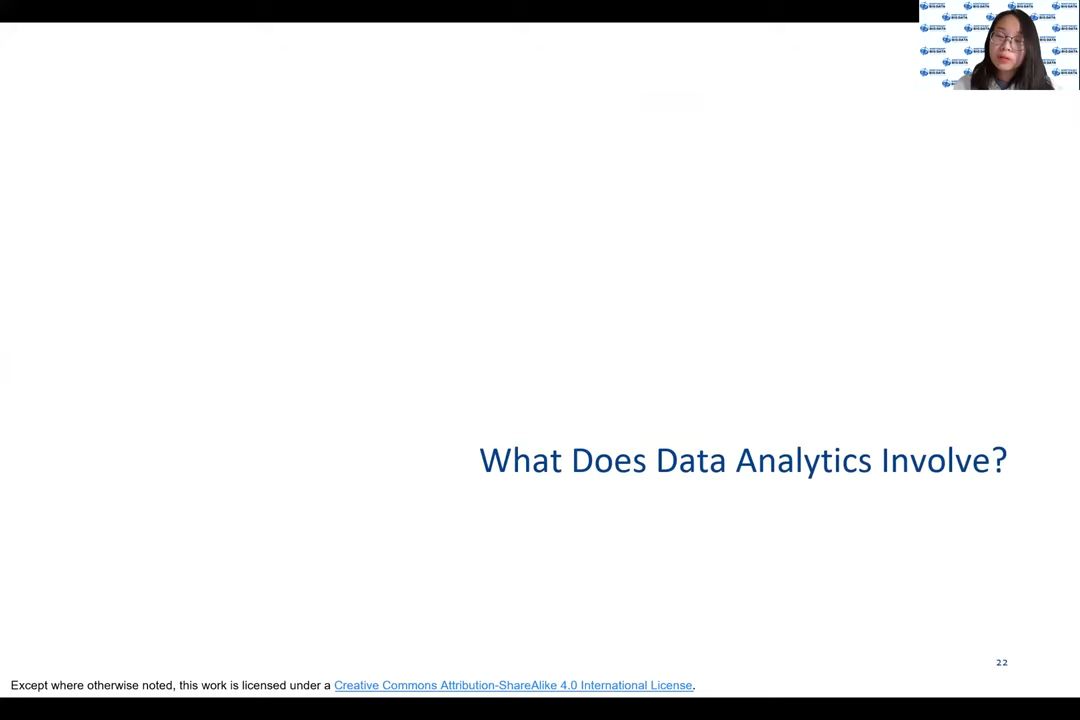 What Does Data Analytics Involve?
22
Except where otherwise noted, this work is licensed under a Creative Commons Attribution-ShareAlike 4.0 International License.